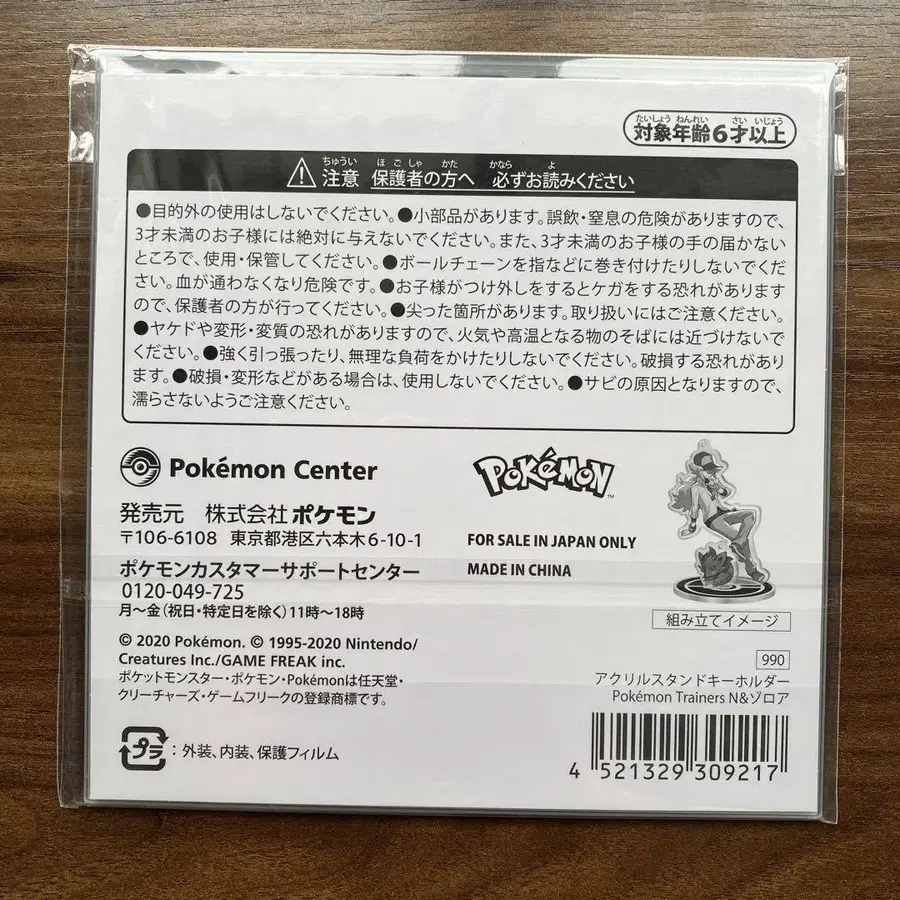 たいしょう ねんれい さい いじょう
対象年齢6才以上
ちゅうい ほ ご しゃ かた かなら よ
注意 保護者の方へ 必ずお読みください
●目的外の使用はしないでください。●小部品があります。誤飲・窒息の危険がありますので、
3才未満のお子様には絶対に与えないでください。また、3才未満のお子様の手の届かない
ところで、使用・保管してください。●ボールチェーンを指などに巻き付けたりしないでくだ
さい。血が通わなくなり危険です。●お子様がつけ外しをするとケガをする恐れがあります
ので、保護者の方が行ってください。●尖った箇所があります。取り扱いにはご注意ください。
●ヤケドや変形・変質の恐れがありますので、火気や高温となる物のそばには近づけないで
ください。●強く引っ張ったり、無理な負荷をかけたりしないでください。破損する恐れがあり
ます。●破損・変形などがある場合は、使用しないでください。●サビの原因となりますので、
濡らさないようご注意ください。
Pokémon Center
発売元 株式会社ポケモン
〒106-6108 東京都港区六本木6-10-1
ポケモンカスタマーサポートセンター
0120-049-725
月〜金(祝日・特定日を除く)11時〜18時
© 2020 Pokémon. © 1995-2020 Nintendo/
Creatures Inc./GAME FREAK inc.
ポケットモンスター・ポケモン・Pokémonは任天堂・
クリーチャーズ・ゲームフリークの登録商標です。
プラ:外装、内装、保護フィルム
POKéMON™
FOR SALE IN JAPAN ONLY
MADE IN CHINA
組み立てイメージ
990
アクリルスタンドキーホルダー
Pokémon Trainers N&ゾロア
4 521329 309217